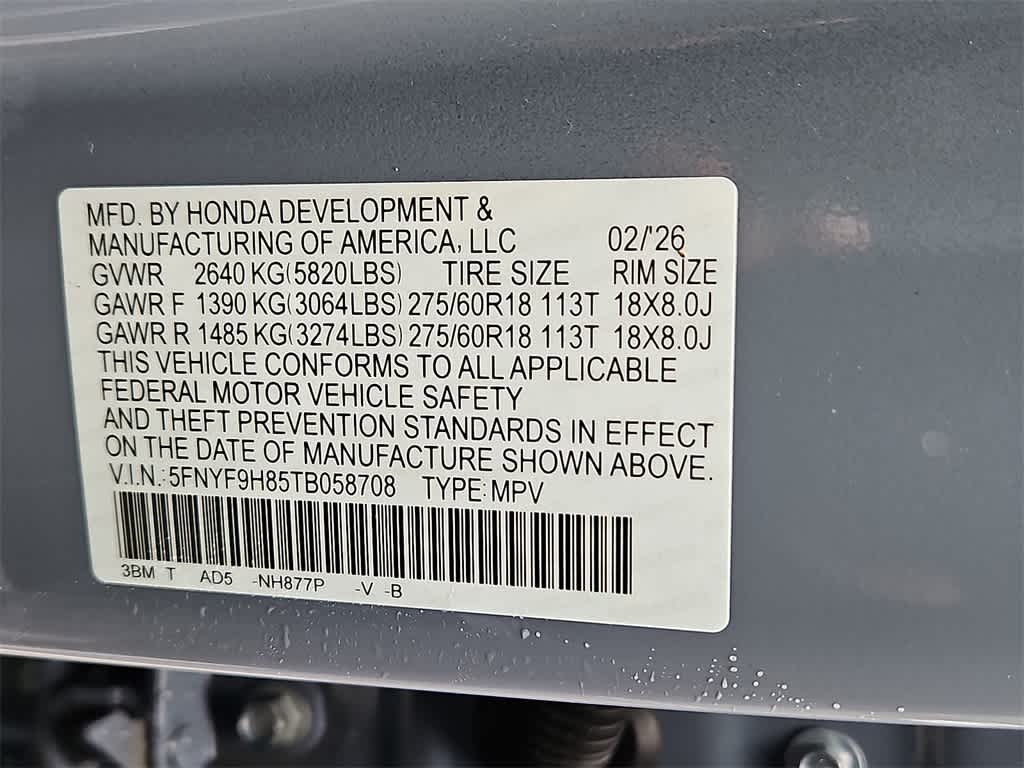 MFD. BY HONDA DEVELOPMENT &
MANUFACTURING OF AMERICA, LLC 02/'26
GVWR 2640 KG(5820LBS) TIRE SIZE RIM SIZE
GAWR F 1390 KG(3064LBS) 275/60R18 113T 18X8.0J
GAWR R 1485 KG(3274LBS) 275/60R18 113T 18X8.0J
THIS VEHICLE CONFORMS TO ALL APPLICABLE
FEDERAL MOTOR VEHICLE SAFETY
AND THEFT PREVENTION STANDARDS IN EFFECT
ON THE DATE OF MANUFACTURE SHOWN ABOVE.
V.I.N.: 5FNYF9H85TB058708 TYPE: MPV
3BM T AD5 -NH877P -V -B